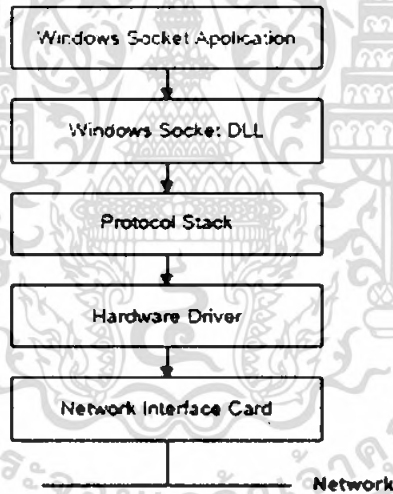 Windows Socket Application
Windows Socket DLL
Protocol Stack
Hardware Driver
Network Interface Card
Network